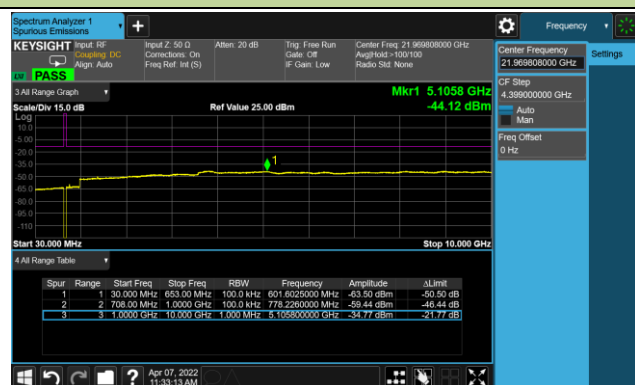 Spectrum Analyzer 1
Spurious Emissions
Frequency
KEYSIGHT
Input: RF
Coupling: DC
Align: Auto
Input Z: 50 Ω
Corrections: On
Freq Ref: Int (S)
Atten: 20 dB
Trig: Free Run
Gate: Off
IF Gain: Low
Center Freq: 21.969808000 GHz
Avg|Hold:>100/100
Radio Std: None
PASS
Center Frequency
21.969808000 GHz
Settings
CF Step
4.399000000 GHz
Auto
Man
Freq Offset
0 Hz
3 All Range Graph
Mkr1 5.1058 GHz
Scale/Div 15.0 dB
Ref Value 25.00 dBm
-44.12 dBm
Log
10.0
-5.00
-20.0
-35.0
-50.0
-65.0
-80.0
-95.0
-110
1
Start 30.000 MHz
Stop 10.000 GHz
4 All Range Table
Spur Range Start Freq Stop Freq RBW Frequency Amplitude ΔLimit
1 1 30.000 MHz 653.00 MHz 100.0 kHz 601.6025000 MHz -63.50 dBm -50.50 dB
2 2 708.00 MHz 1.0000 GHz 100.0 kHz 778.2260000 MHz -59.44 dBm -46.44 dB
3 3 1.0000 GHz 10.000 GHz 1.000 MHz 5.105800000 GHz -34.77 dBm -21.77 dB
?
Apr 07, 2022
11:33:13 AM